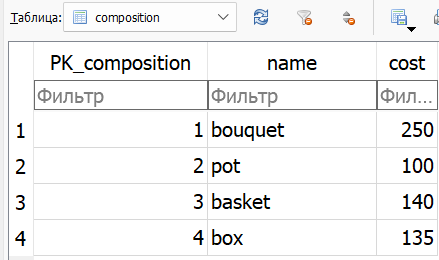 Таблица: composition
PK_composition name cost
Фильтр Фильтр Фил...
1 1 bouquet 250
2 2 pot 100
3 3 basket 140
4 4 box 135